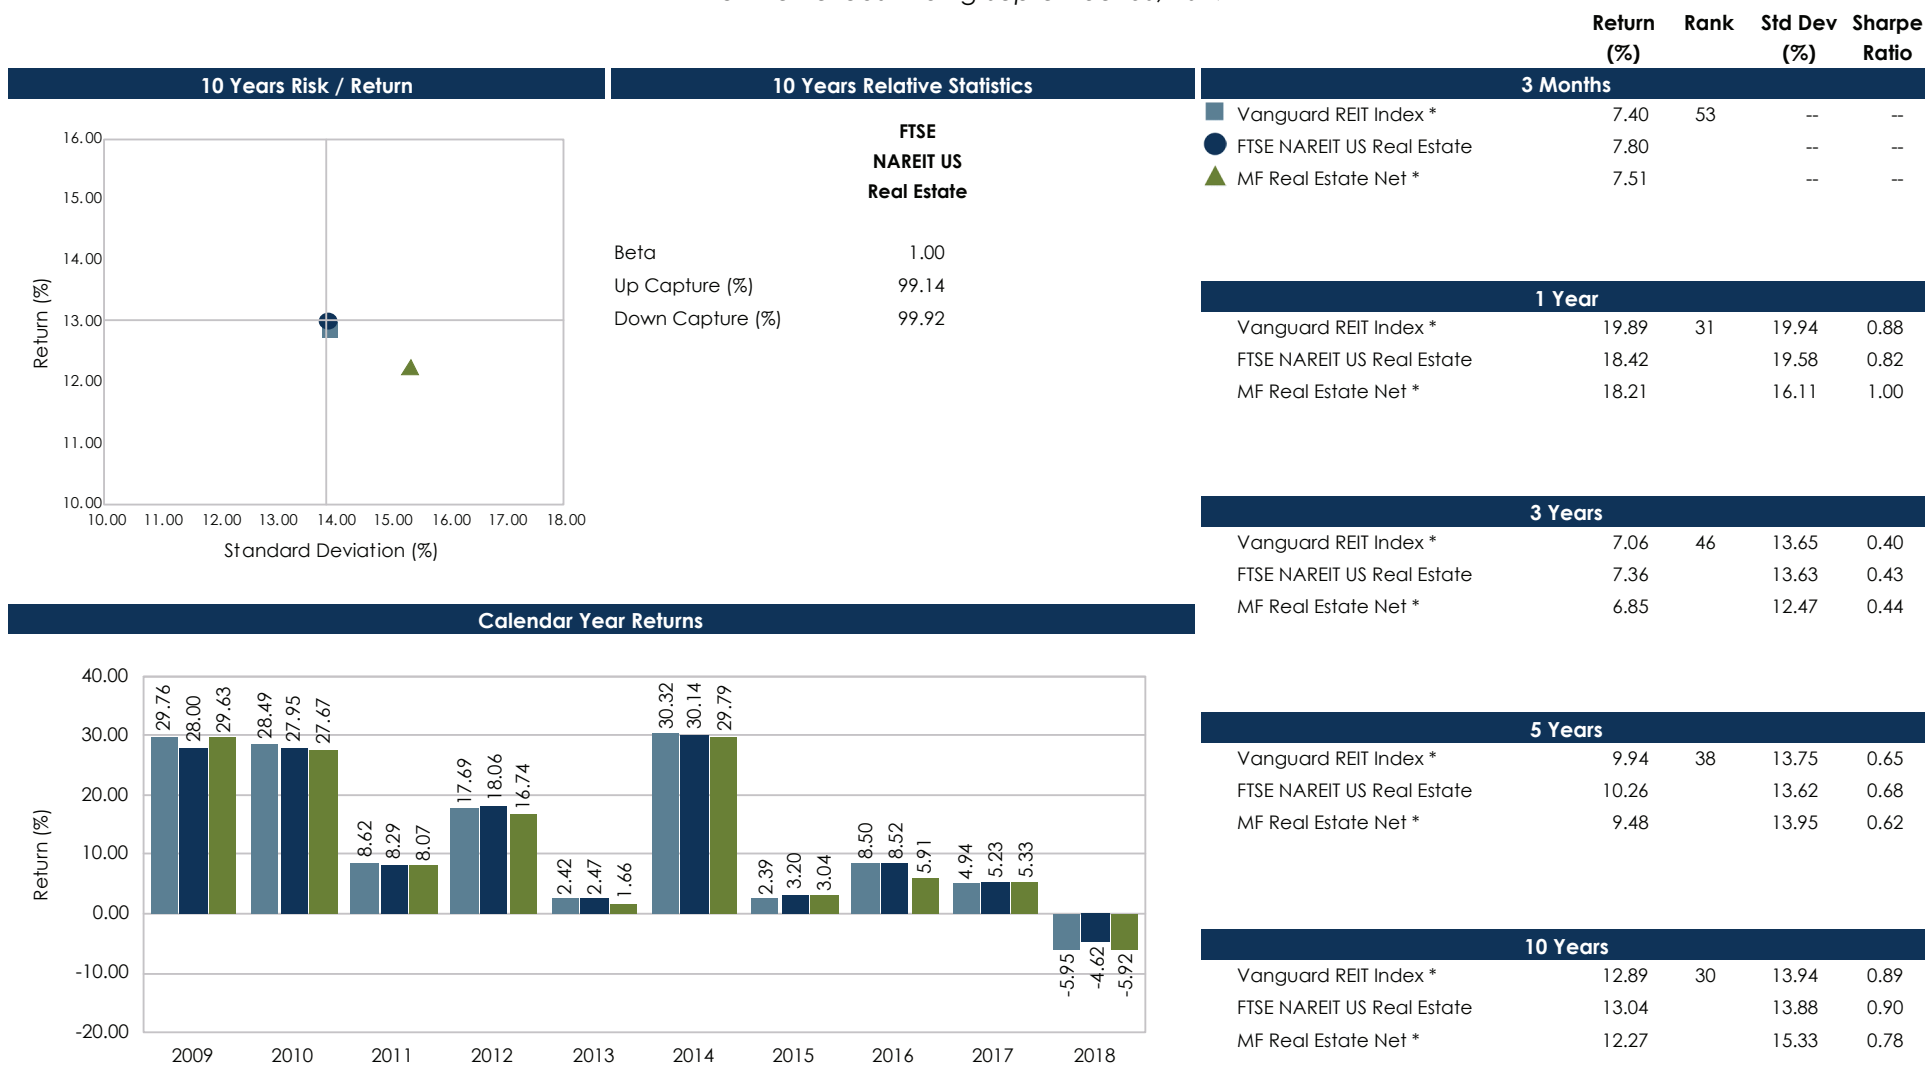 Return Rank Std Dev Sharpe
(%) (%) Ratio
10 Years Risk / Return
16.00
15.00
14.00
13.00
12.00
11.00
10.00
Return (%)
10.00 11.00 12.00 13.00 14.00 15.00 16.00 17.00 18.00
Standard Deviation (%)
10 Years Relative Statistics
FTSE
NAREIT US
Real Estate
Beta 1.00
Up Capture (%) 99.14
Down Capture (%) 99.92
3 Months
Vanguard REIT Index * 7.40 53 -- --
FTSE NAREIT US Real Estate 7.80 -- --
MF Real Estate Net * 7.51 -- --
1 Year
Vanguard REIT Index * 19.89 31 19.94 0.88
FTSE NAREIT US Real Estate 18.42 19.58 0.82
MF Real Estate Net * 18.21 16.11 1.00
3 Years
Vanguard REIT Index * 7.06 46 13.65 0.40
FTSE NAREIT US Real Estate 7.36 13.63 0.43
MF Real Estate Net * 6.85 12.47 0.44
5 Years
Vanguard REIT Index * 9.94 38 13.75 0.65
FTSE NAREIT US Real Estate 10.26 13.62 0.68
MF Real Estate Net * 9.48 13.95 0.62
10 Years
Vanguard REIT Index * 12.89 30 13.94 0.89
FTSE NAREIT US Real Estate 13.04 13.88 0.90
MF Real Estate Net * 12.27 15.33 0.78
Calendar Year Returns
40.00
30.00
20.00
10.00
0.00
-10.00
-20.00
Return (%)
29.76 28.00 29.63
28.49 27.95 27.67
8.62 8.29 8.07
17.69 18.06 16.74
2.42 2.47 1.66
30.32 30.14 29.79
2.39 3.20 3.04
8.50 8.52 5.91
4.94 5.23 5.33
-5.95 -4.62 -5.92
2009 2010 2011 2012 2013 2014 2015 2016 2017 2018